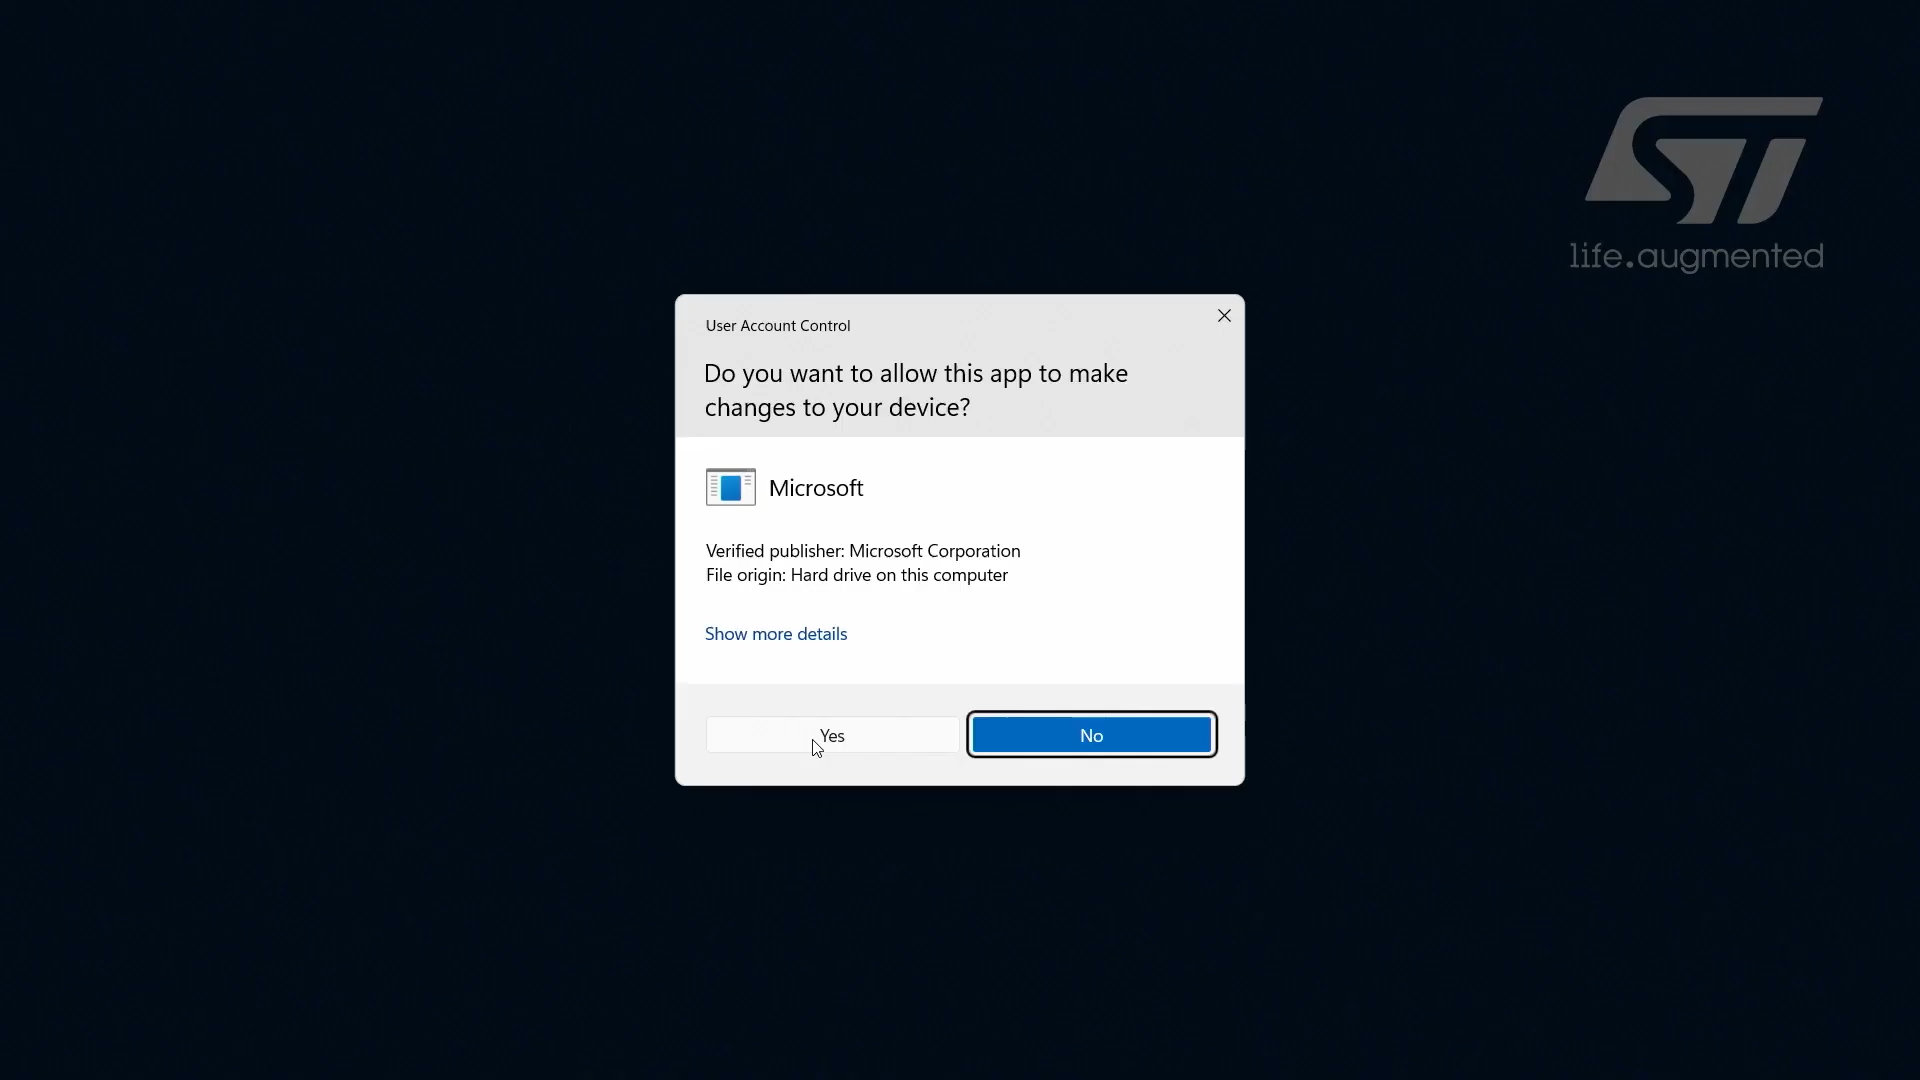 ST
life.augmented
User Account Control
Do you want to allow this app to make
changes to your device?
Microsoft
Verified publisher: Microsoft Corporation
File origin: Hard drive on this computer
Show more details
Yes
No